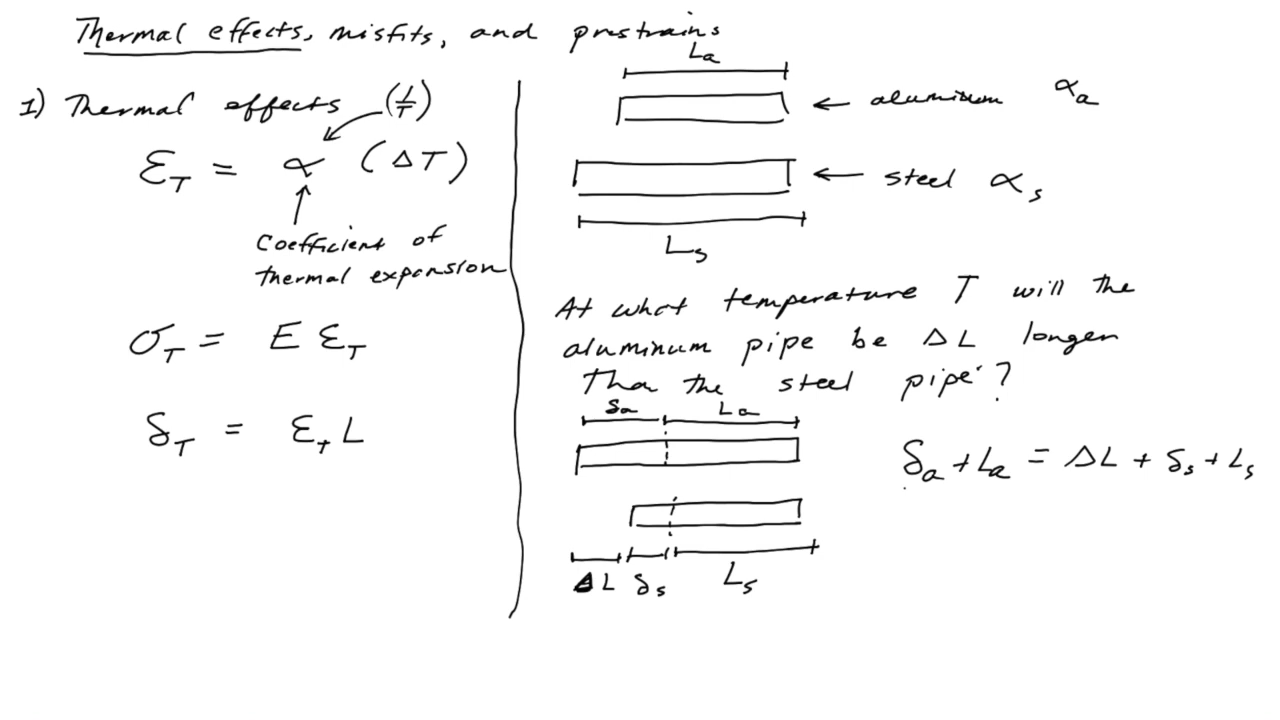 Thermal effects, misfits, and prestrains
1) Thermal effects (1/T)
ε_T = α (ΔT)
Coefficient of
thermal expansion
σ_T = E ε_T
δ_T = ε_T L
L_a
← aluminum α_a
← steel α_s
L_s
At what temperature T will the
aluminum pipe be ΔL longer
than the steel pipe?
δ_a L_a
δ_a + L_a = ΔL + δ_s + L_s
ΔL δ_s L_s